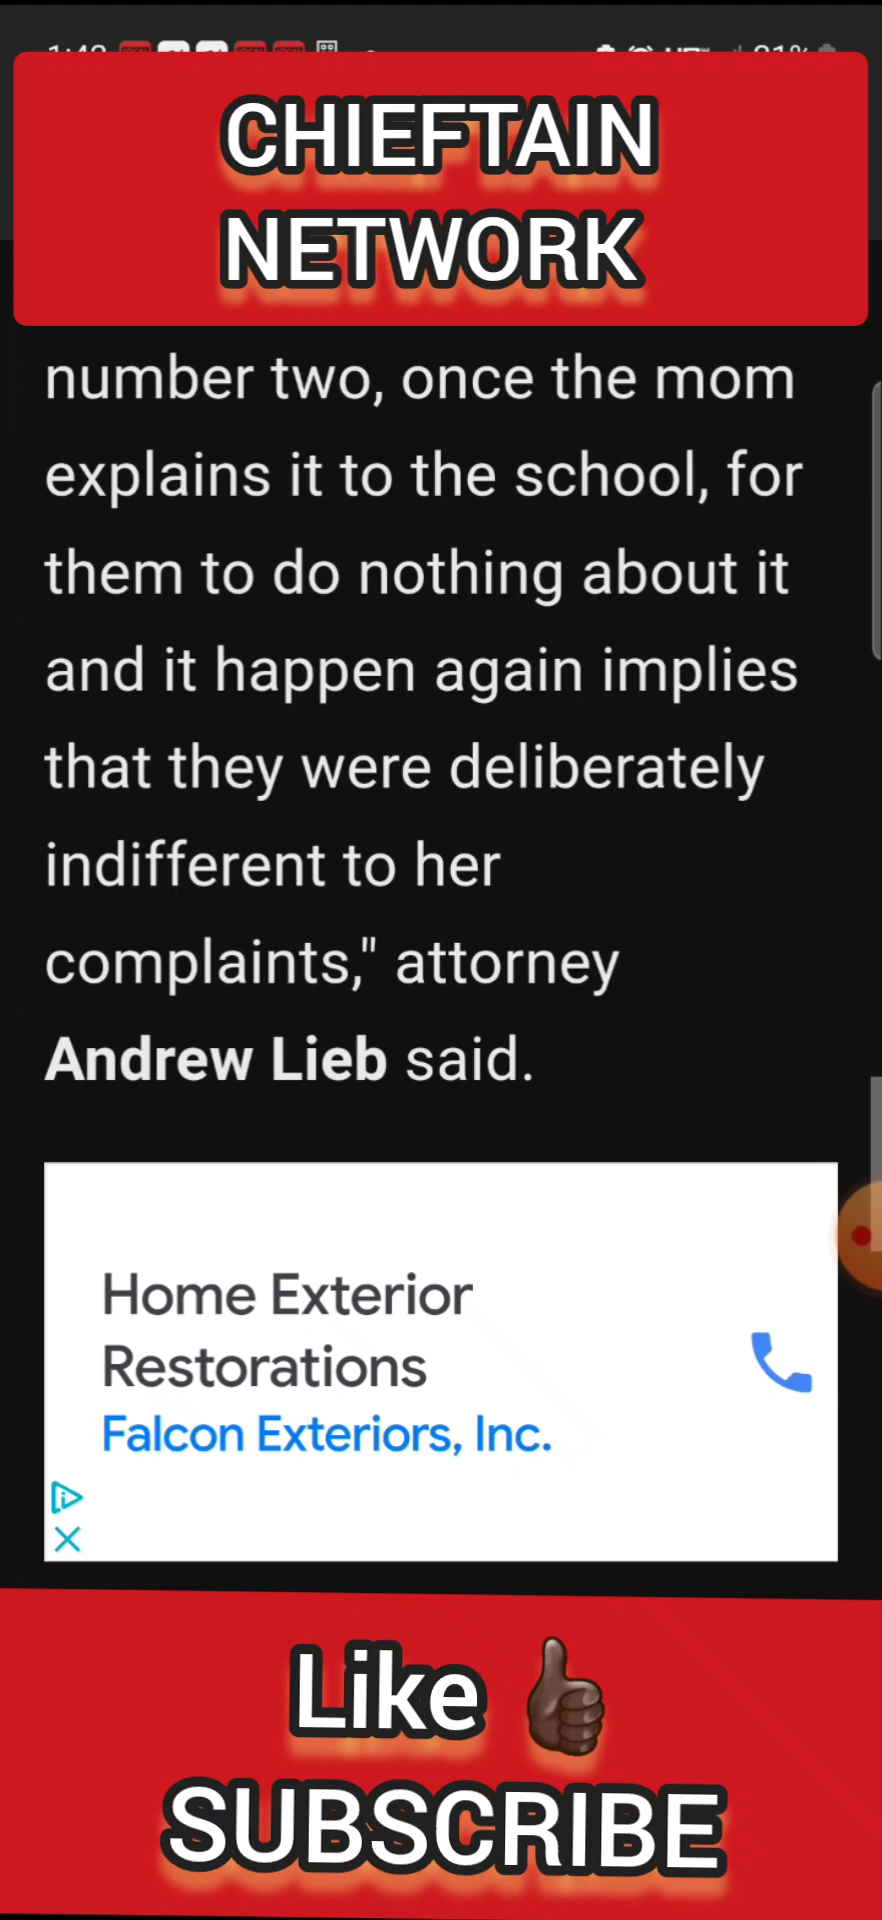 CHIEFTAIN
NETWORK
number two, once the mom
explains it to the school, for
them to do nothing about it
and it happen again implies
that they were deliberately
indifferent to her
complaints," attorney
Andrew Lieb said.
Home Exterior
Restorations
Falcon Exteriors, Inc.
Like 👍🏿
SUBSCRIBE